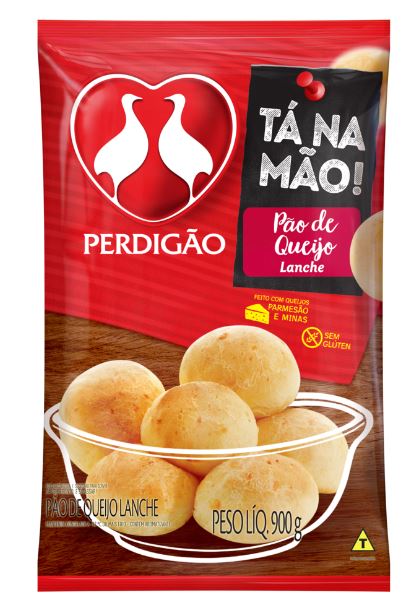 PERDIGÃO
TÁ NA
MÃO!
Pão de
Queijo
Lanche
FEITO COM QUEIJOS
PARMESÃO
E MINAS
SEM
GLÚTEN
PÃO DE QUEIJO LANCHE
PESO LÍQ. 900 g
T